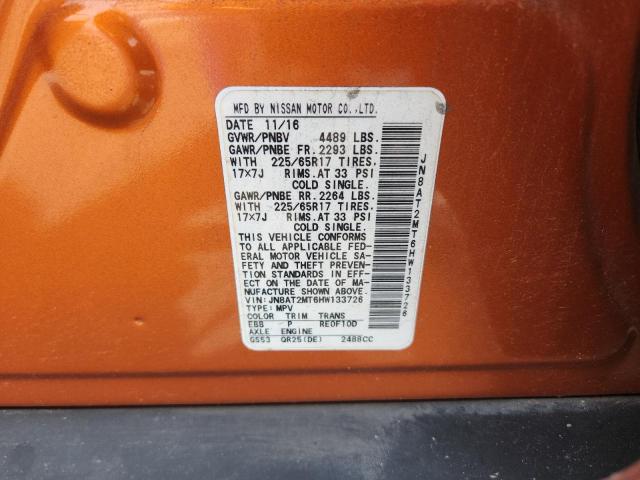 MFD BY NISSAN MOTOR CO.,LTD.
DATE 11/16
GVWR/PNBV 4489 LBS.
GAWR/PNBE FR. 2293 LBS.
WITH 225/65R17 TIRES,
17X7J RIMS.AT 33 PSI
COLD SINGLE.
GAWR/PNBE RR. 2264 LBS.
WITH 225/65R17 TIRES,
17X7J RIMS.AT 33 PSI
COLD SINGLE.
THIS VEHICLE CONFORMS
TO ALL APPLICABLE FED-
ERAL MOTOR VEHICLE SA-
FETY AND THEFT PREVEN-
TION STANDARDS IN EFF-
ECT ON THE DATE OF MA-
NUFACTURE SHOWN ABOVE.
VIN:JN8AT2MT6HW133726
TYPE:MPV
COLOR TRIM TRANS
EBB P RE0F10D
AXLE ENGINE
GS53 QR25(DE) 2488CC
JN8AT2MT6HW133726